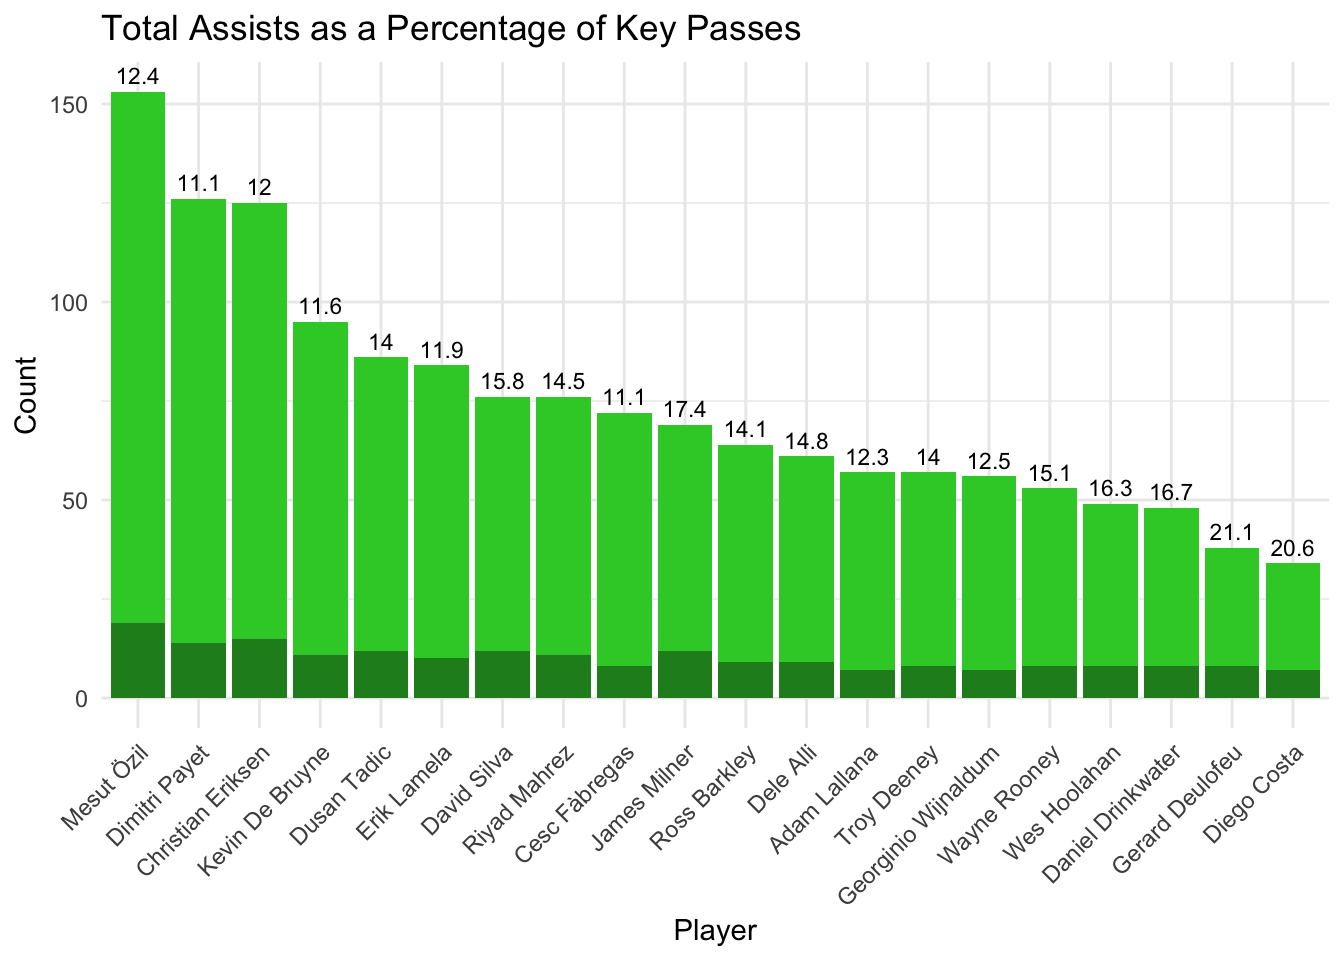 Total Assists as a Percentage of Key Passes
Count
150
100
50
0
12.4
11.1
12
11.6
14
11.9
15.8
14.5
11.1
17.4
14.1
14.8
12.3
14
12.5
15.1
16.3
16.7
21.1
20.6
Mesut Özil
Dimitri Payet
Christian Eriksen
Kevin De Bruyne
Dusan Tadic
Erik Lamela
David Silva
Riyad Mahrez
Cesc Fàbregas
James Milner
Ross Barkley
Dele Alli
Adam Lallana
Troy Deeney
Georginio Wijnaldum
Wayne Rooney
Wes Hoolahan
Daniel Drinkwater
Gerard Deulofeu
Diego Costa
Player